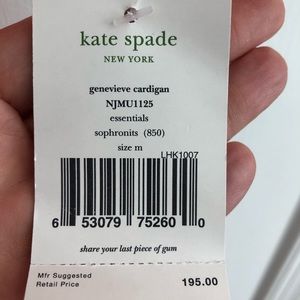 kate spade
NEW YORK
genevieve cardigan
NJMU1125
essentials
sophronits (850)
size m
LHK1007
6 53079 75260 0
share your last piece of gum
Mfr Suggested
Retail Price 195.00